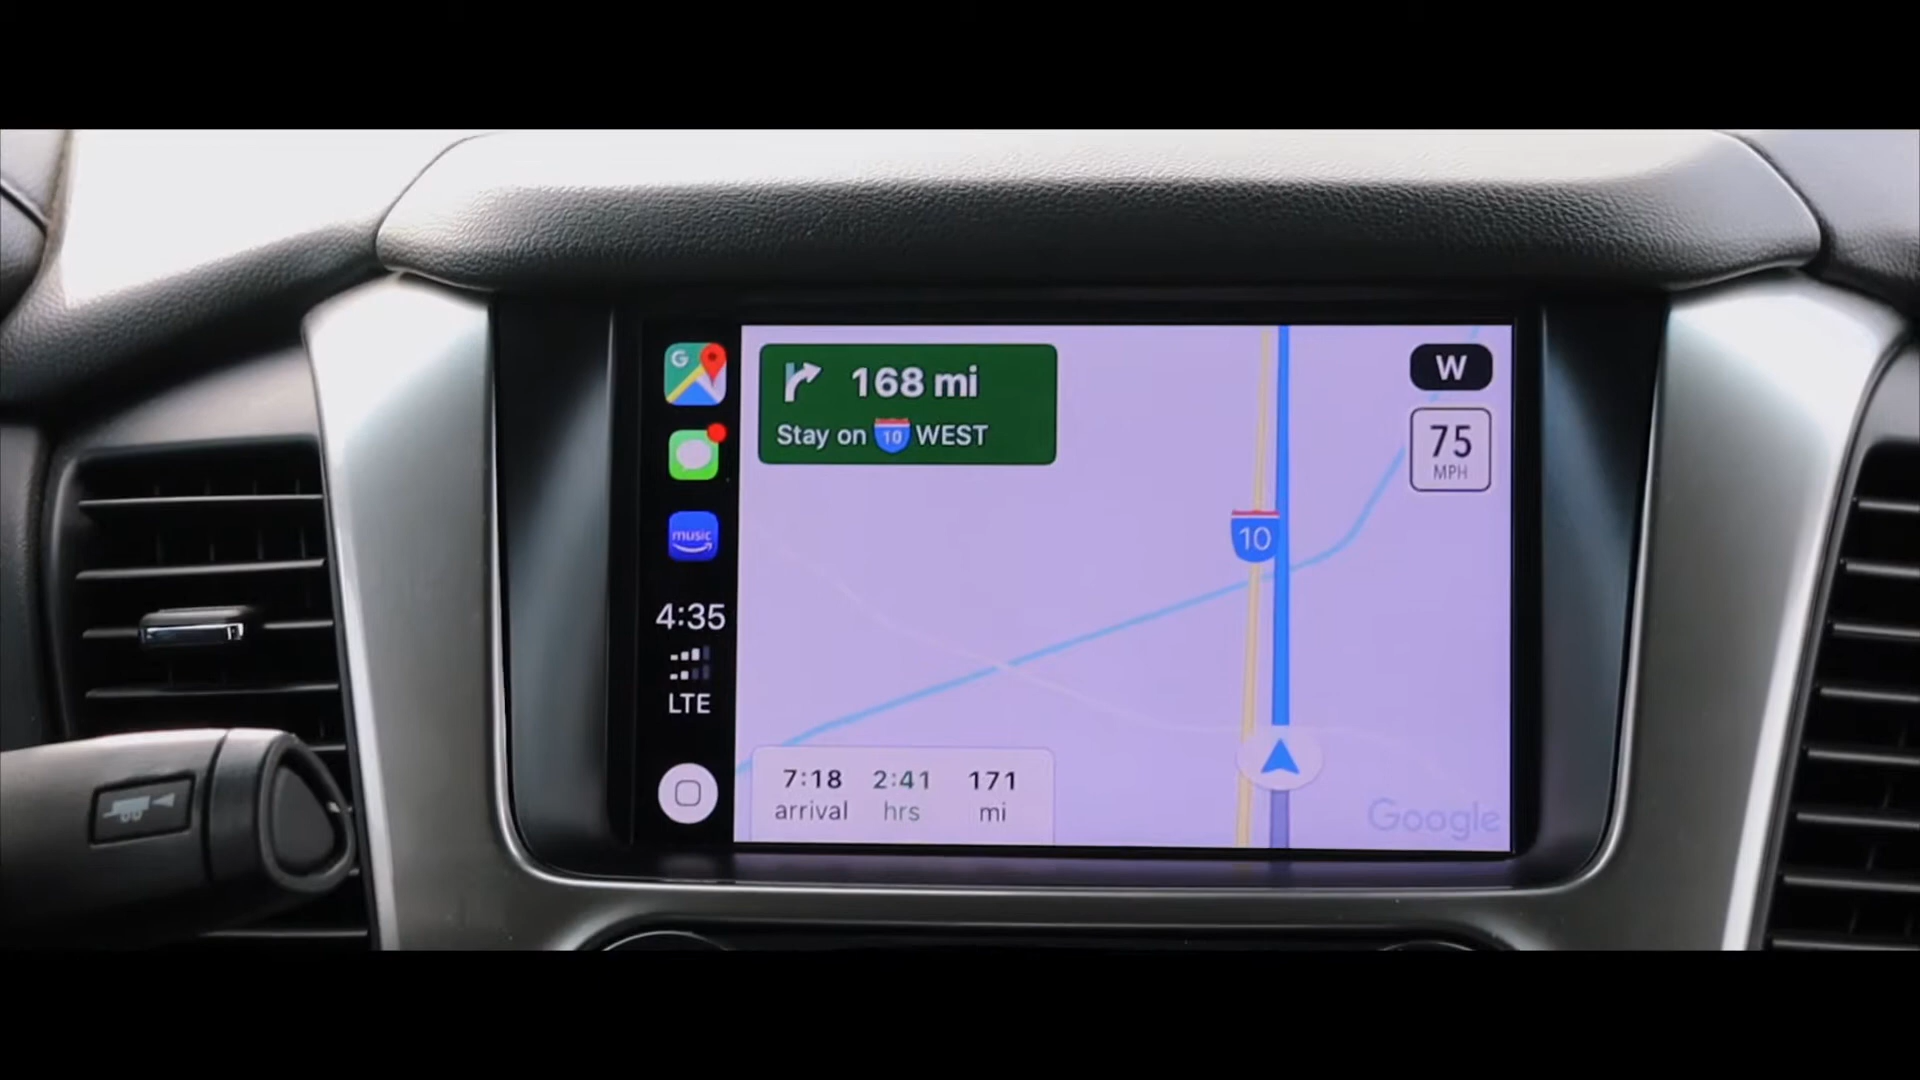 G
168 mi
Stay on 10 WEST
W
75
MPH
music
10
4:35
LTE
7:18 2:41 171
arrival hrs mi
Google